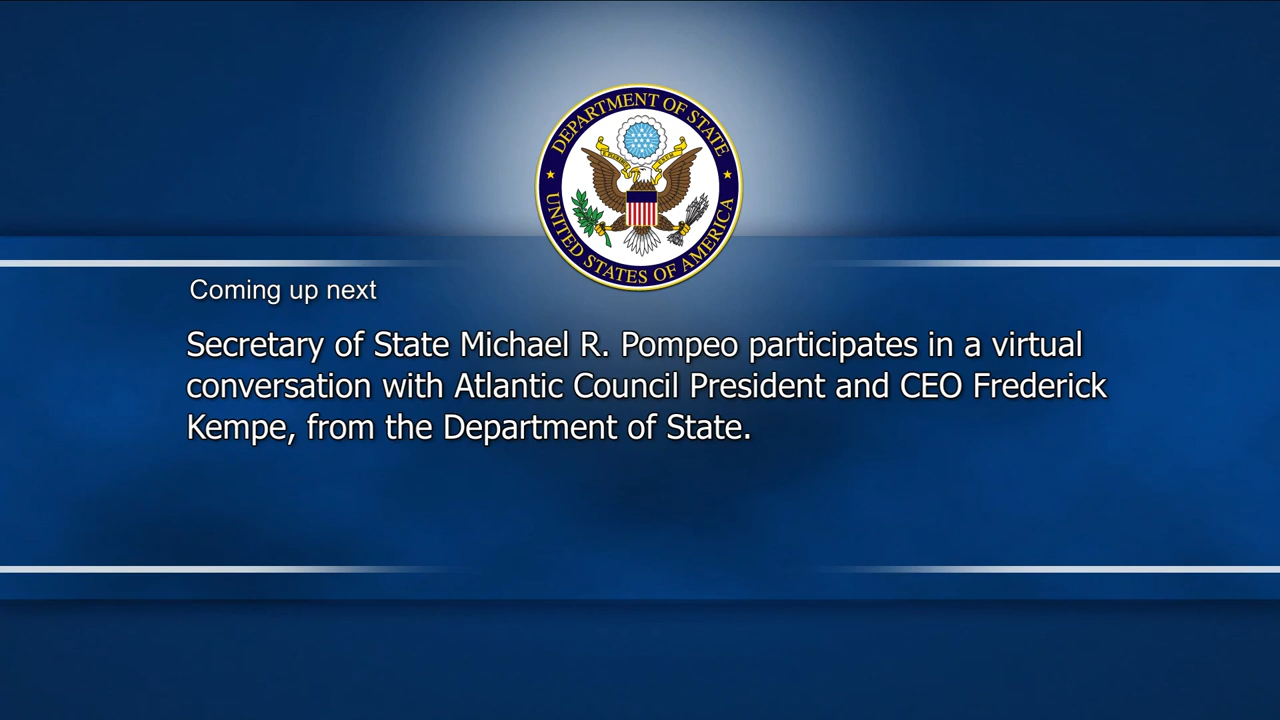 DEPARTMENT OF STATE
UNITED STATES OF AMERICA
Coming up next
Secretary of State Michael R. Pompeo participates in a virtual
conversation with Atlantic Council President and CEO Frederick
Kempe, from the Department of State.